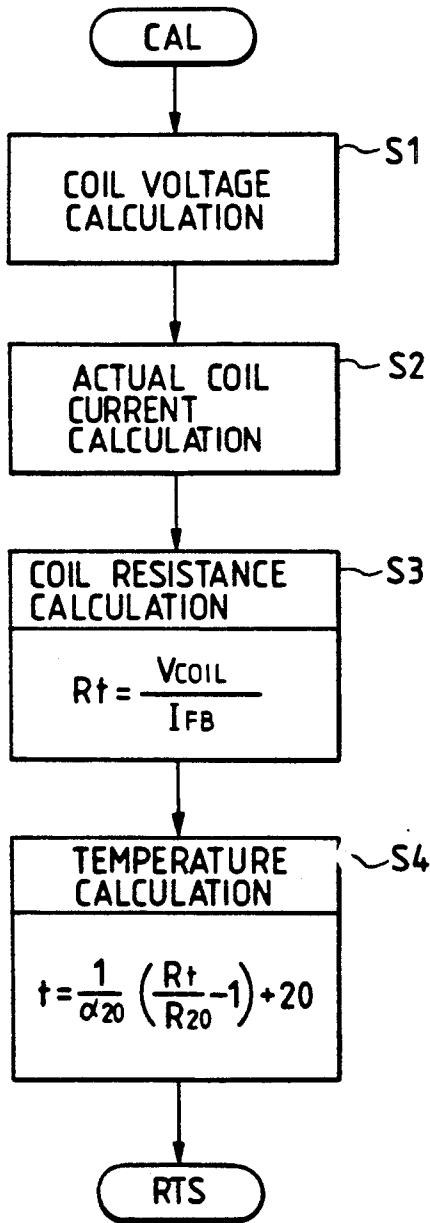 CAL
S1
COIL VOLTAGE
CALCULATION
S2
ACTUAL COIL
CURRENT
CALCULATION
S3
COIL RESISTANCE
CALCULATION
Rt = VCOIL / IFB
S4
TEMPERATURE
CALCULATION
t = 1/α20 (Rt/R20 - 1) + 20
RTS